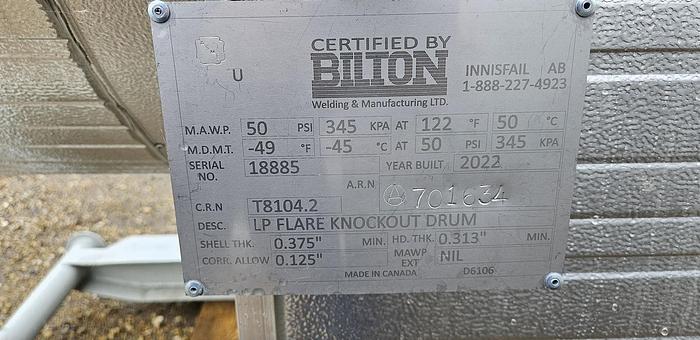 U
CERTIFIED BY
BILTON
Welding & Manufacturing LTD.
INNISFAIL AB
1-888-227-4923
M.A.W.P. 50 PSI 345 KPA AT 122 °F 50 °C
M.D.M.T. -49 °F -45 °C AT 50 PSI 345 KPA
SERIAL NO. 18885 YEAR BUILT 2022
A.R.N Ⓐ 701634
C.R.N T8104.2
DESC. LP FLARE KNOCKOUT DRUM
SHELL THK. 0.375" MIN. HD. THK. 0.313" MIN.
CORR. ALLOW 0.125" MAWP EXT NIL
MADE IN CANADA D6106